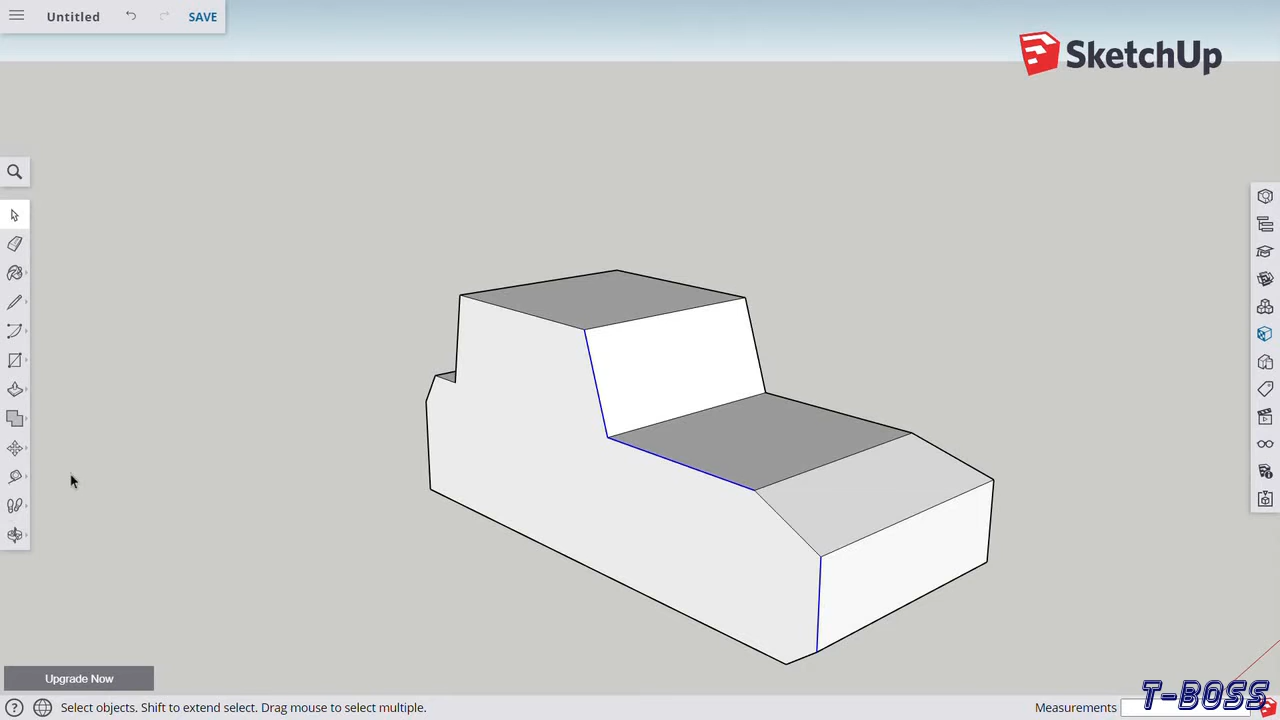 Untitled
SAVE
SketchUp
Upgrade Now
Select objects. Shift to extend select. Drag mouse to select multiple.
Measurements
T-BOSS